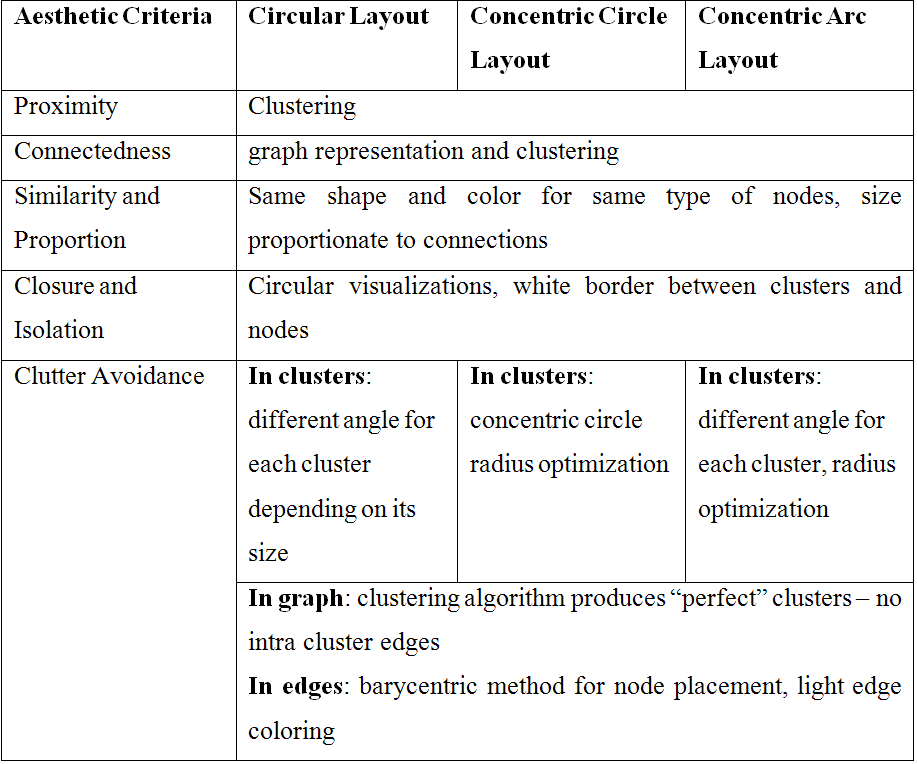 Aesthetic Criteria
Circular Layout
Concentric Circle
Layout
Concentric Arc
Layout
Proximity
Clustering
Connectedness
graph representation and clustering
Similarity and
Proportion
Same shape and color for same type of nodes, size
proportionate to connections
Closure and
Isolation
Circular visualizations, white border between clusters and
nodes
Clutter Avoidance
In clusters:
different angle for
each cluster
depending on its
size
In clusters:
concentric circle
radius optimization
In clusters:
different angle for
each cluster, radius
optimization
In graph: clustering algorithm produces “perfect” clusters – no
intra cluster edges
In edges: barycentric method for node placement, light edge
coloring